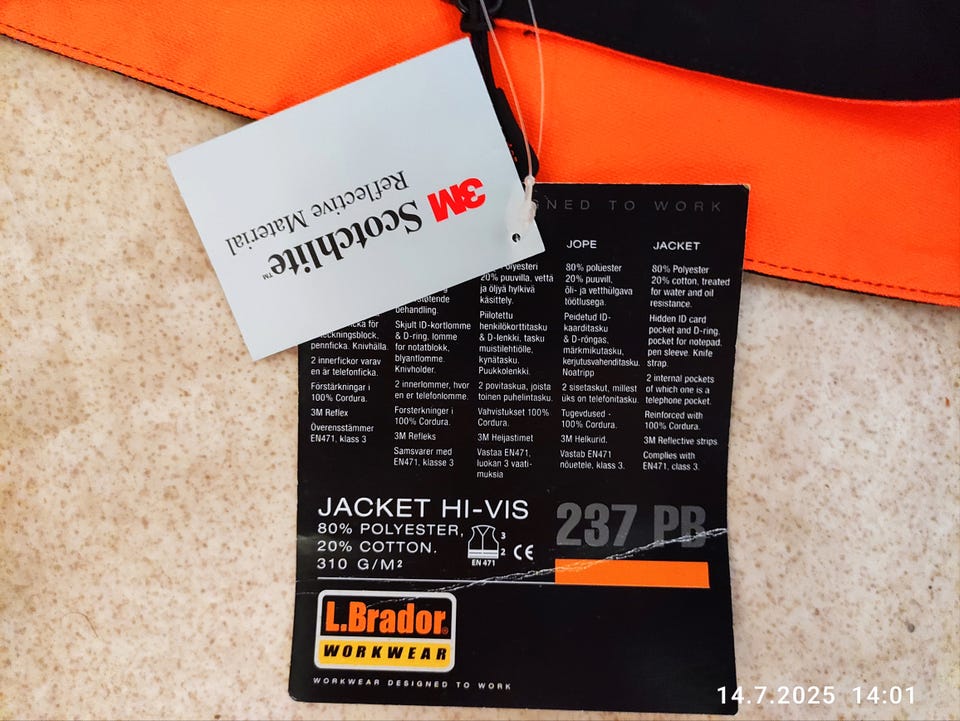 3M
Scotchlite™
Reflective Material
NED TO WORK
ficka för
ockningsblock,
pennficka. Knivhålla.
2 innerfickor varav
en är telefonficka.
Förstärkningar i
100% Cordura.
3M Reflex
Överensstämmer
EN471, klass 3
behandling.
Skjult ID-kortlomme
& D-ring, lomme
for notatblokk,
blyantlomme.
Knivholder.
2 innerlommer, hvor
en er telefonlomme.
Forsterkninger i
100% Cordura.
3M Refleks
Samsvarer med
EN471, klasse 3
20% puuvilla, vettä
ja öljyä hylkivä
käsittely.
Piilotettu
henkilökorttitasku
& D-lenkki, tasku
muistilehtiölle,
kynätasku.
Puukkolenkki.
2 povitaskua, joista
toinen puhelintasku.
Vahvistukset 100%
Cordura.
3M Heijastimet
Vastaa EN471,
luokan 3 vaati-
muksia
JOPE
80% polüester
20% puuvill,
õli- ja vetthülgava
töötlusega.
Peidetud ID-
kaarditasku
& D-rõngas,
märkmikutasku,
kerjutusvahenditasku.
Noatripp
2 sisetaskut, millest
üks on telefonitasku.
Tugevdused -
100% Cordura.
3M Helkurid.
Vastab EN471
nõuetele, klass 3.
JACKET
80% Polyester
20% cotton, treated
for water and oil
resistance.
Hidden ID card
pocket and D-ring,
pocket for notepad,
pen sleeve. Knife
strap.
2 internal pockets
of which one is a
telephone pocket.
Reinforced with
100% Cordura.
3M Reflective strips
Complies with
EN471, class 3.
JACKET HI-VIS
80% POLYESTER,
20% COTTON.
310 G/M²
3
2
EN 471
CE
237 PB
L.Brador®
WORKWEAR
WORKWEAR DESIGNED TO WORK
14.7.2025 14:01